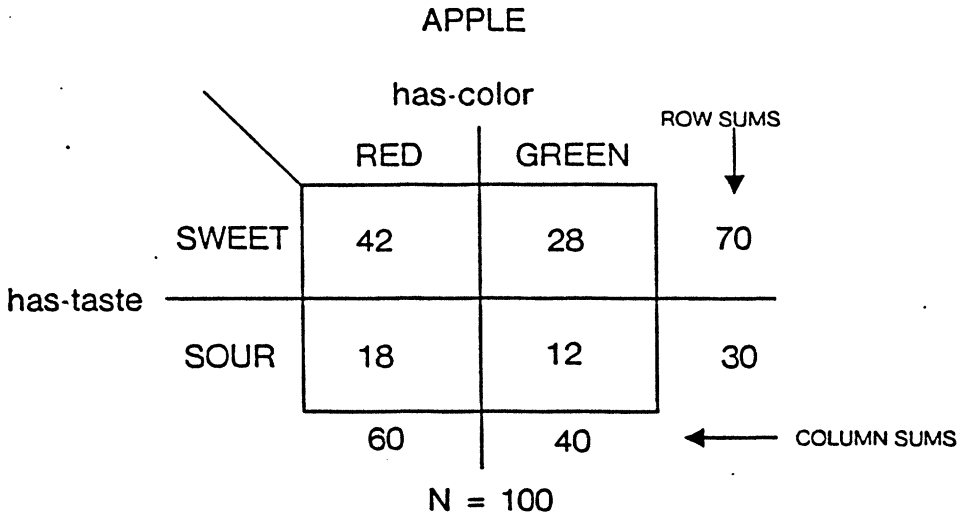 APPLE
has-color
ROW SUMS
RED GREEN
SWEET 42 28 70
has-taste
SOUR 18 12 30
60 40 COLUMN SUMS
N = 100